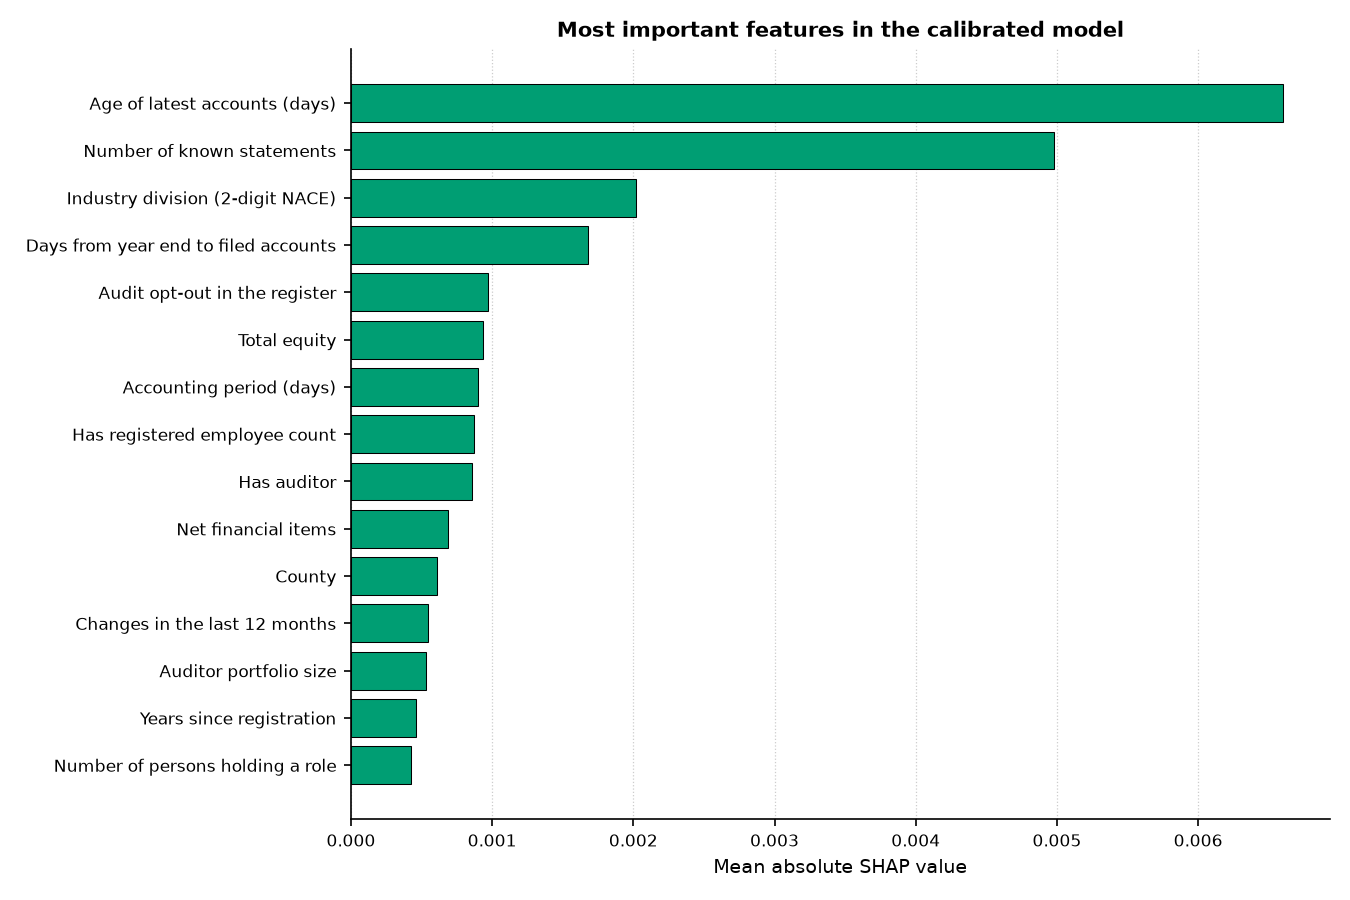 Most important features in the calibrated model
Age of latest accounts (days)
Number of known statements
Industry division (2-digit NACE)
Days from year end to filed accounts
Audit opt-out in the register
Total equity
Accounting period (days)
Has registered employee count
Has auditor
Net financial items
County
Changes in the last 12 months
Auditor portfolio size
Years since registration
Number of persons holding a role
0.000 0.001 0.002 0.003 0.004 0.005 0.006
Mean absolute SHAP value